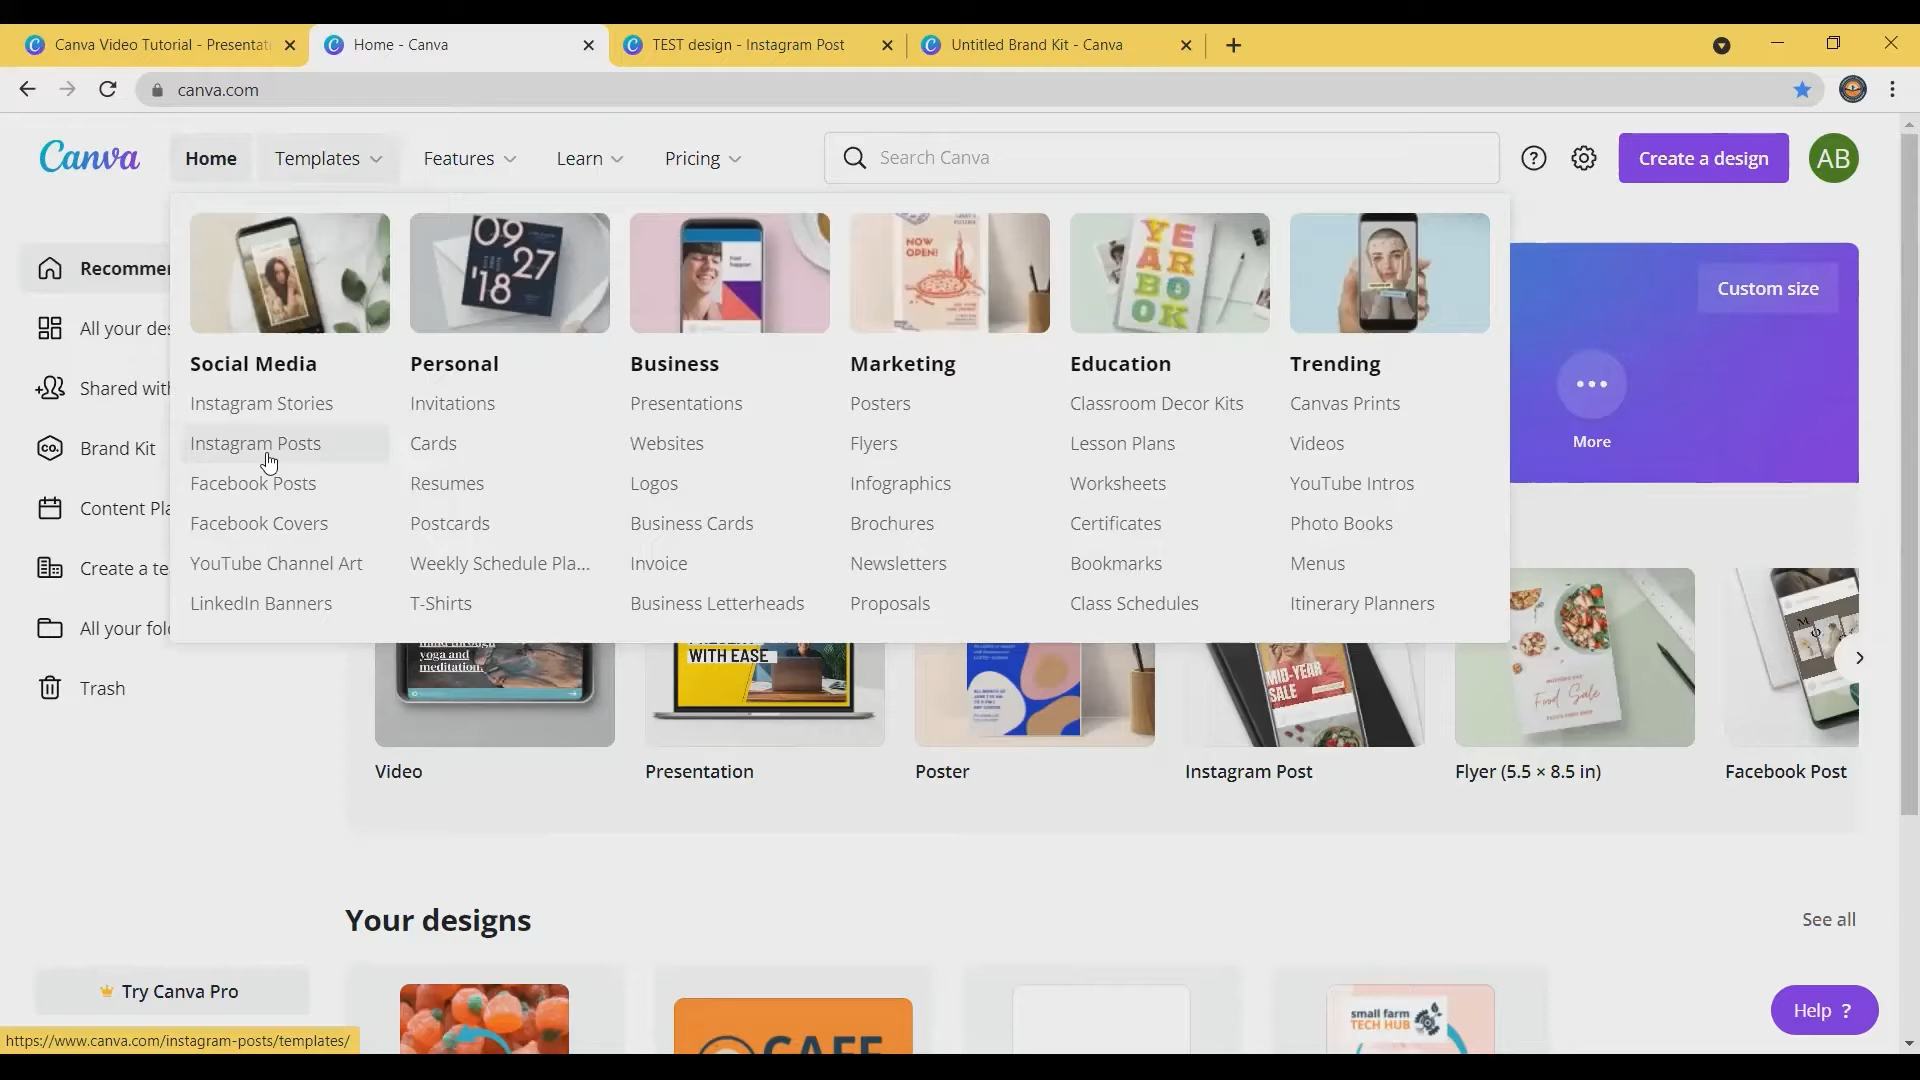 Canva Video Tutorial - Presentat
Home - Canva
TEST design - Instagram Post
Untitled Brand Kit - Canva
canva.com
Canva
Home
Templates
Features
Learn
Pricing
Search Canva
Create a design
AB
Recommen
All your des
Shared with
Brand Kit
Content Pla
Create a te
All your fol
Trash
Try Canva Pro
09
27
'18
NOW
OPEN!
YE
AR
BO
OK
Social Media
Instagram Stories
Instagram Posts
Facebook Posts
Facebook Covers
YouTube Channel Art
LinkedIn Banners
Personal
Invitations
Cards
Resumes
Postcards
Weekly Schedule Pla...
T-Shirts
Business
Presentations
Websites
Logos
Business Cards
Invoice
Business Letterheads
Marketing
Posters
Flyers
Infographics
Brochures
Newsletters
Proposals
Education
Classroom Decor Kits
Lesson Plans
Worksheets
Certificates
Bookmarks
Class Schedules
Trending
Canvas Prints
Videos
YouTube Intros
Photo Books
Menus
Itinerary Planners
Custom size
More
yoga and
meditation.
WITH EASE
MID-YEAR
SALE
Food Sale
Video
Presentation
Poster
Instagram Post
Flyer (5.5 × 8.5 in)
Facebook Post
Your designs
See all
CAFE
small farm
TECH HUB
Help ?
https://www.canva.com/instagram-posts/templates/